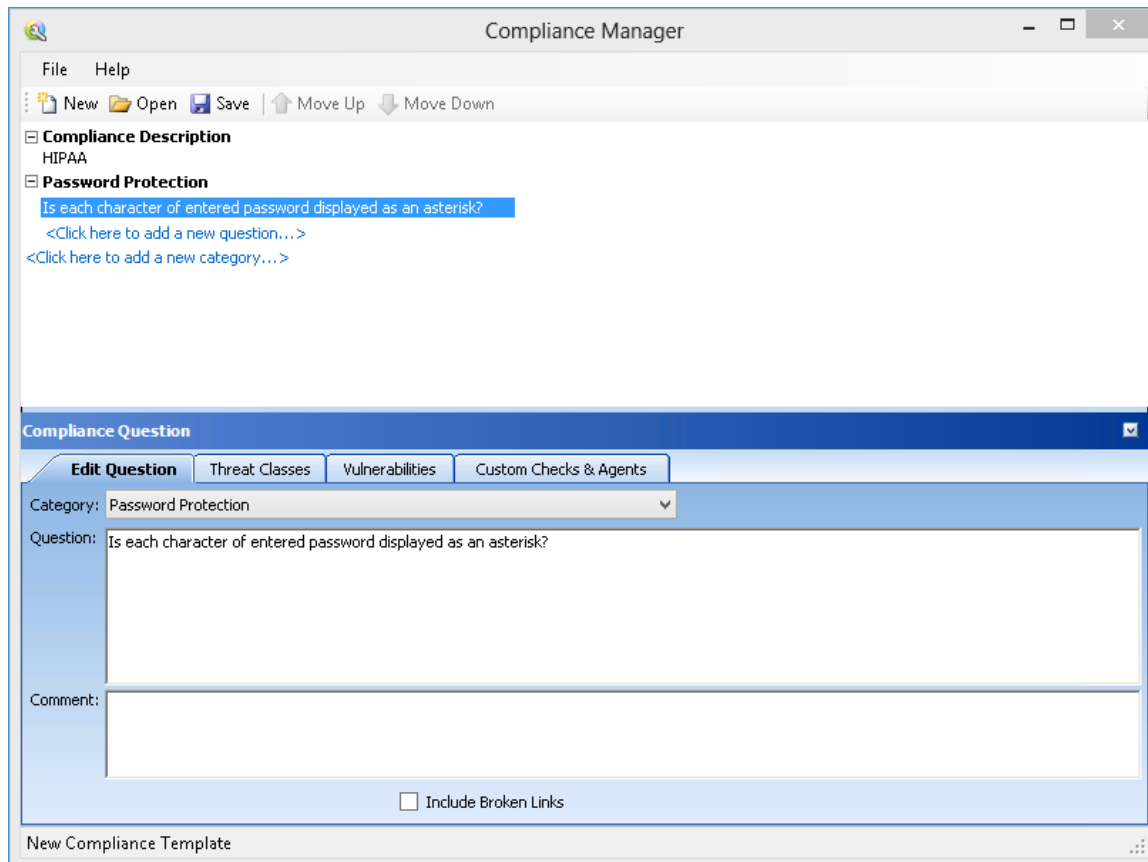 Compliance Manager
File Help
New Open Save Move Up Move Down
Compliance Description
HIPAA
Password Protection
Is each character of entered password displayed as an asterisk?
<Click here to add a new question...>
<Click here to add a new category...>
Compliance Question
Edit Question Threat Classes Vulnerabilities Custom Checks & Agents
Category: Password Protection
Question: Is each character of entered password displayed as an asterisk?
Comment:
Include Broken Links
New Compliance Template